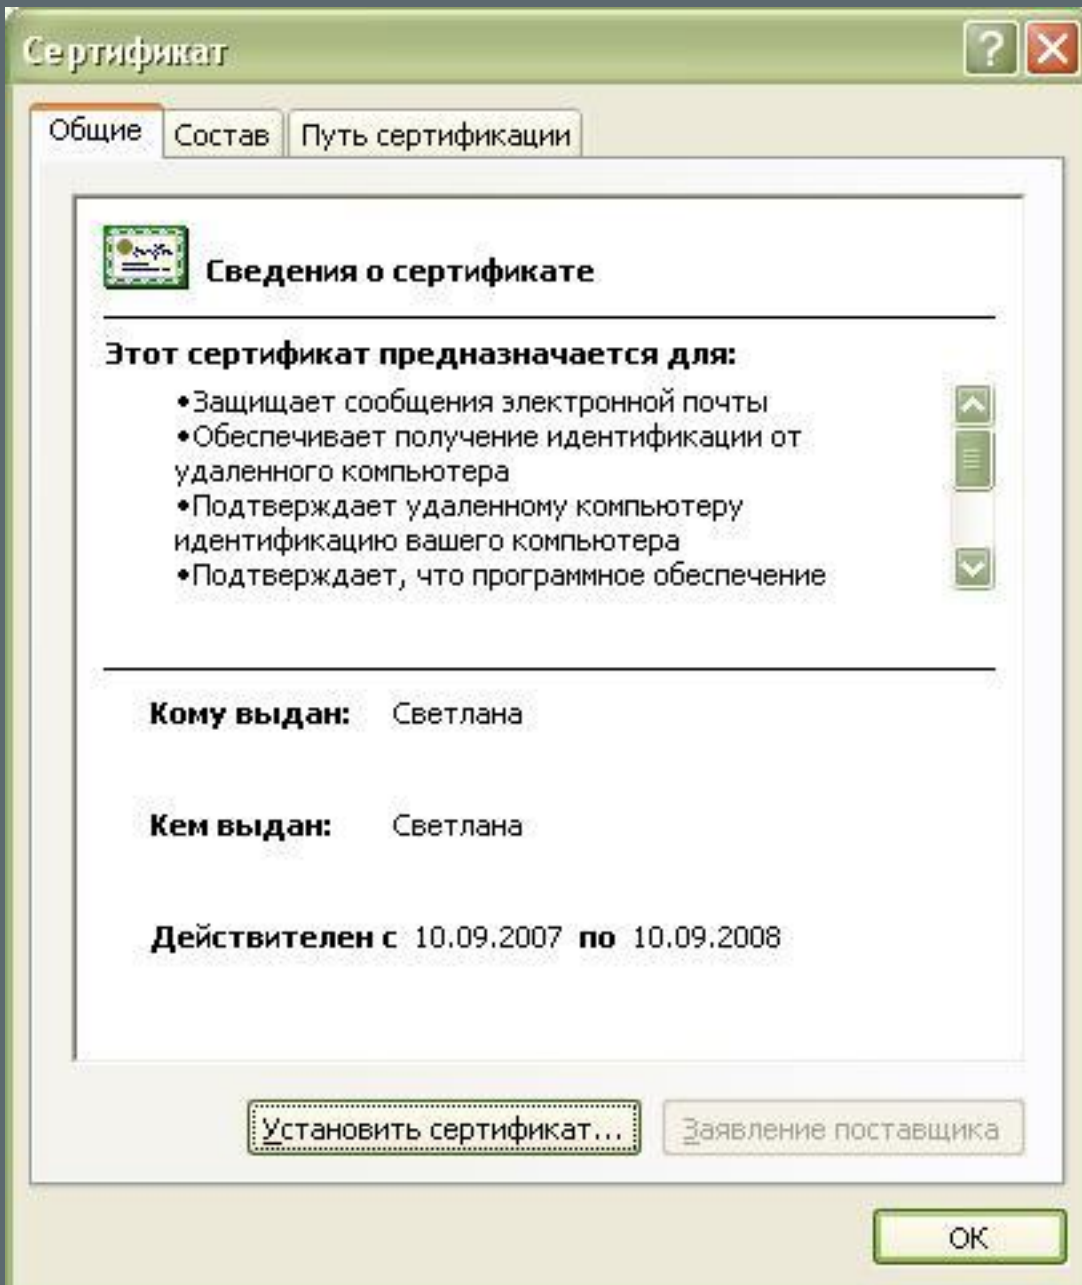 Сертификат
Общие Состав Путь сертификации
Сведения о сертификате
Этот сертификат предназначается для:
•Защищает сообщения электронной почты
•Обеспечивает получение идентификации от
удаленного компьютера
•Подтверждает удаленному компьютеру
идентификацию вашего компьютера
•Подтверждает, что программное обеспечение
Кому выдан: Светлана
Кем выдан: Светлана
Действителен с 10.09.2007 по 10.09.2008
Установить сертификат... Заявление поставщика
ОК